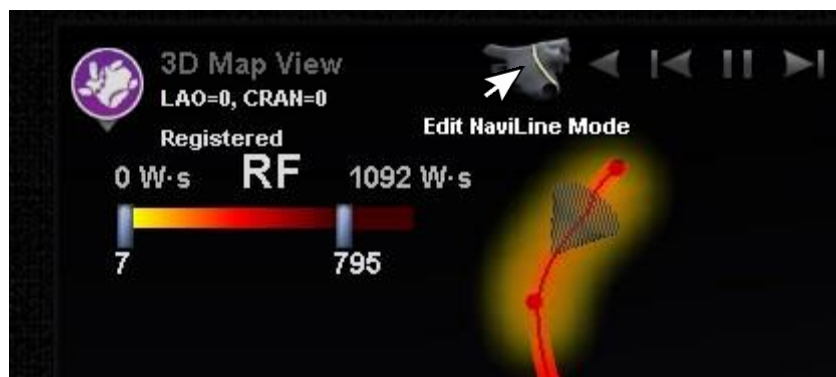 3D Map View
LAO=0, CRAN=0
Registered
Edit NaviLine Mode
0 W·s RF 1092 W·s
7 795